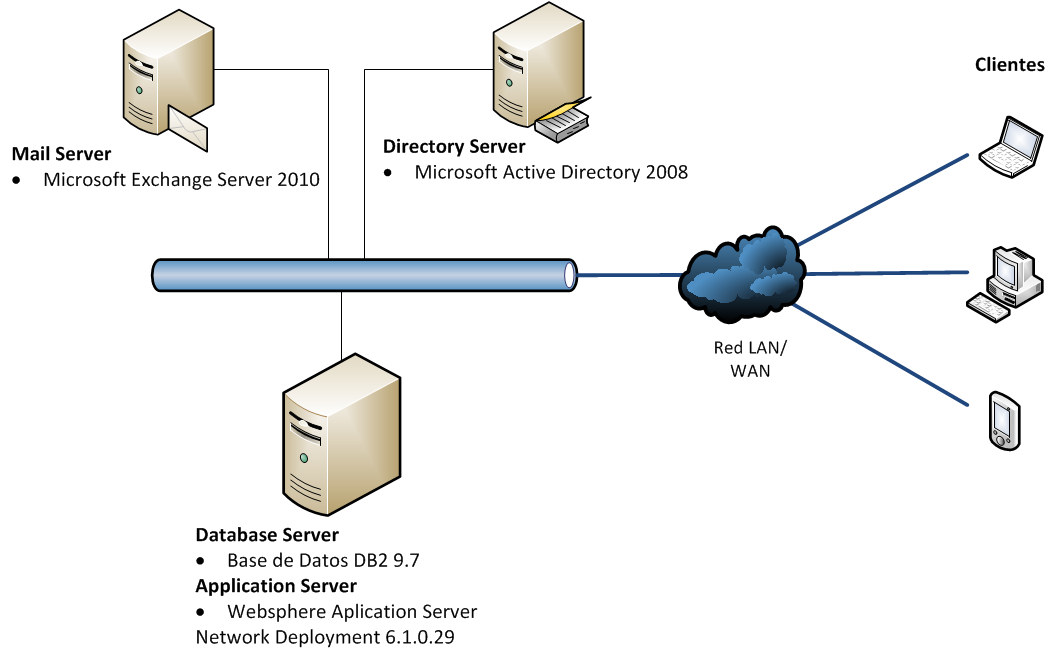 Mail Server
• Microsoft Exchange Server 2010
Directory Server
• Microsoft Active Directory 2008
Clientes
Red LAN/
WAN
Database Server
• Base de Datos DB2 9.7
Application Server
• Websphere Aplication Server
Network Deployment 6.1.0.29